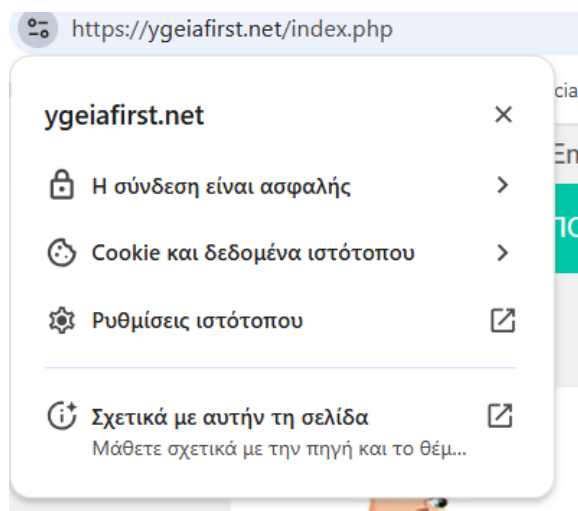 https://ygeiafirst.net/index.php
ygeiafirst.net
Η σύνδεση είναι ασφαλής
Cookie και δεδομένα ιστότοπου
Ρυθμίσεις ιστότοπου
Σχετικά με αυτήν τη σελίδα
Μάθετε σχετικά με την πηγή και το θέμ...